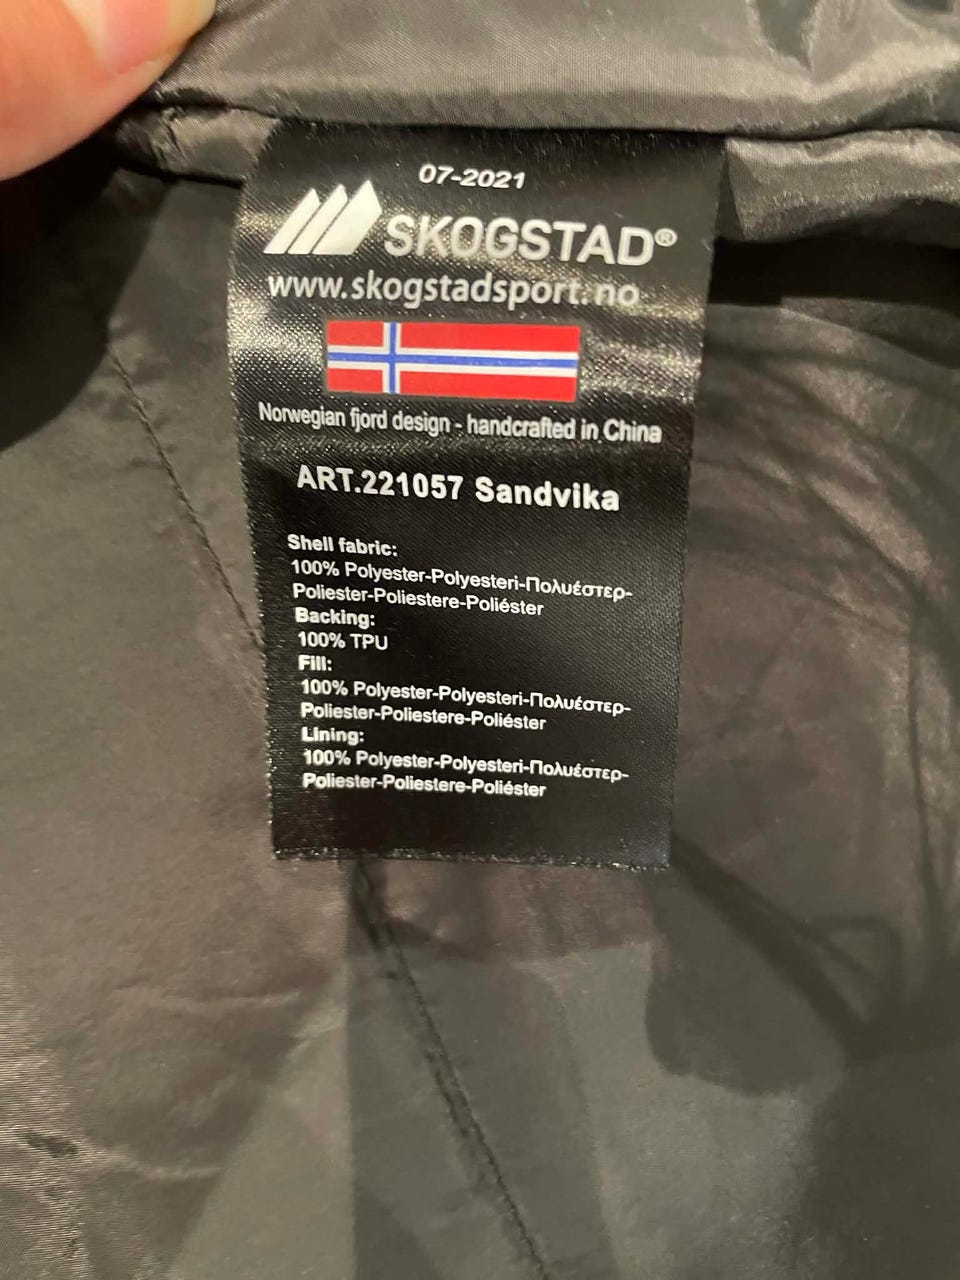 07-2021
SKOGSTAD®
www.skogstadsport.no
Norwegian fjord design - handcrafted in China
ART.221057 Sandvika
Shell fabric:
100% Polyester-Polyesteri-Πολυέστερ-
Poliester-Poliestere-Poliéster
Backing:
100% TPU
Fill:
100% Polyester-Polyesteri-Πολυέστερ-
Poliester-Poliestere-Poliéster
Lining:
100% Polyester-Polyesteri-Πολυέστερ-
Poliester-Poliestere-Poliéster